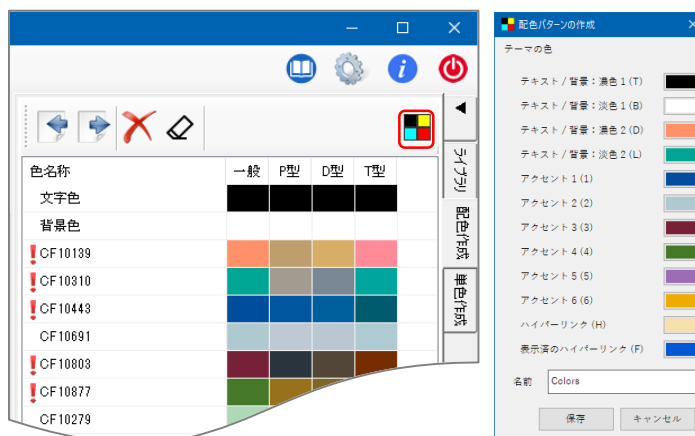 色名称 一般 P型 D型 T型
文字色
背景色
CF10139
CF10310
CF10443
CF10691
CF10803
CF10877
CF10279
ライブラリ
配色作成
単色作成
配色パターンの作成
テーマの色
テキスト / 背景 : 濃色 1 (T)
テキスト / 背景 : 淡色 1 (B)
テキスト / 背景 : 濃色 2 (D)
テキスト / 背景 : 淡色 2 (L)
アクセント 1 (1)
アクセント 2 (2)
アクセント 3 (3)
アクセント 4 (4)
アクセント 5 (5)
アクセント 6 (6)
ハイパーリンク (H)
表示済のハイパーリンク (F)
名前 Colors
保存 キャンセル